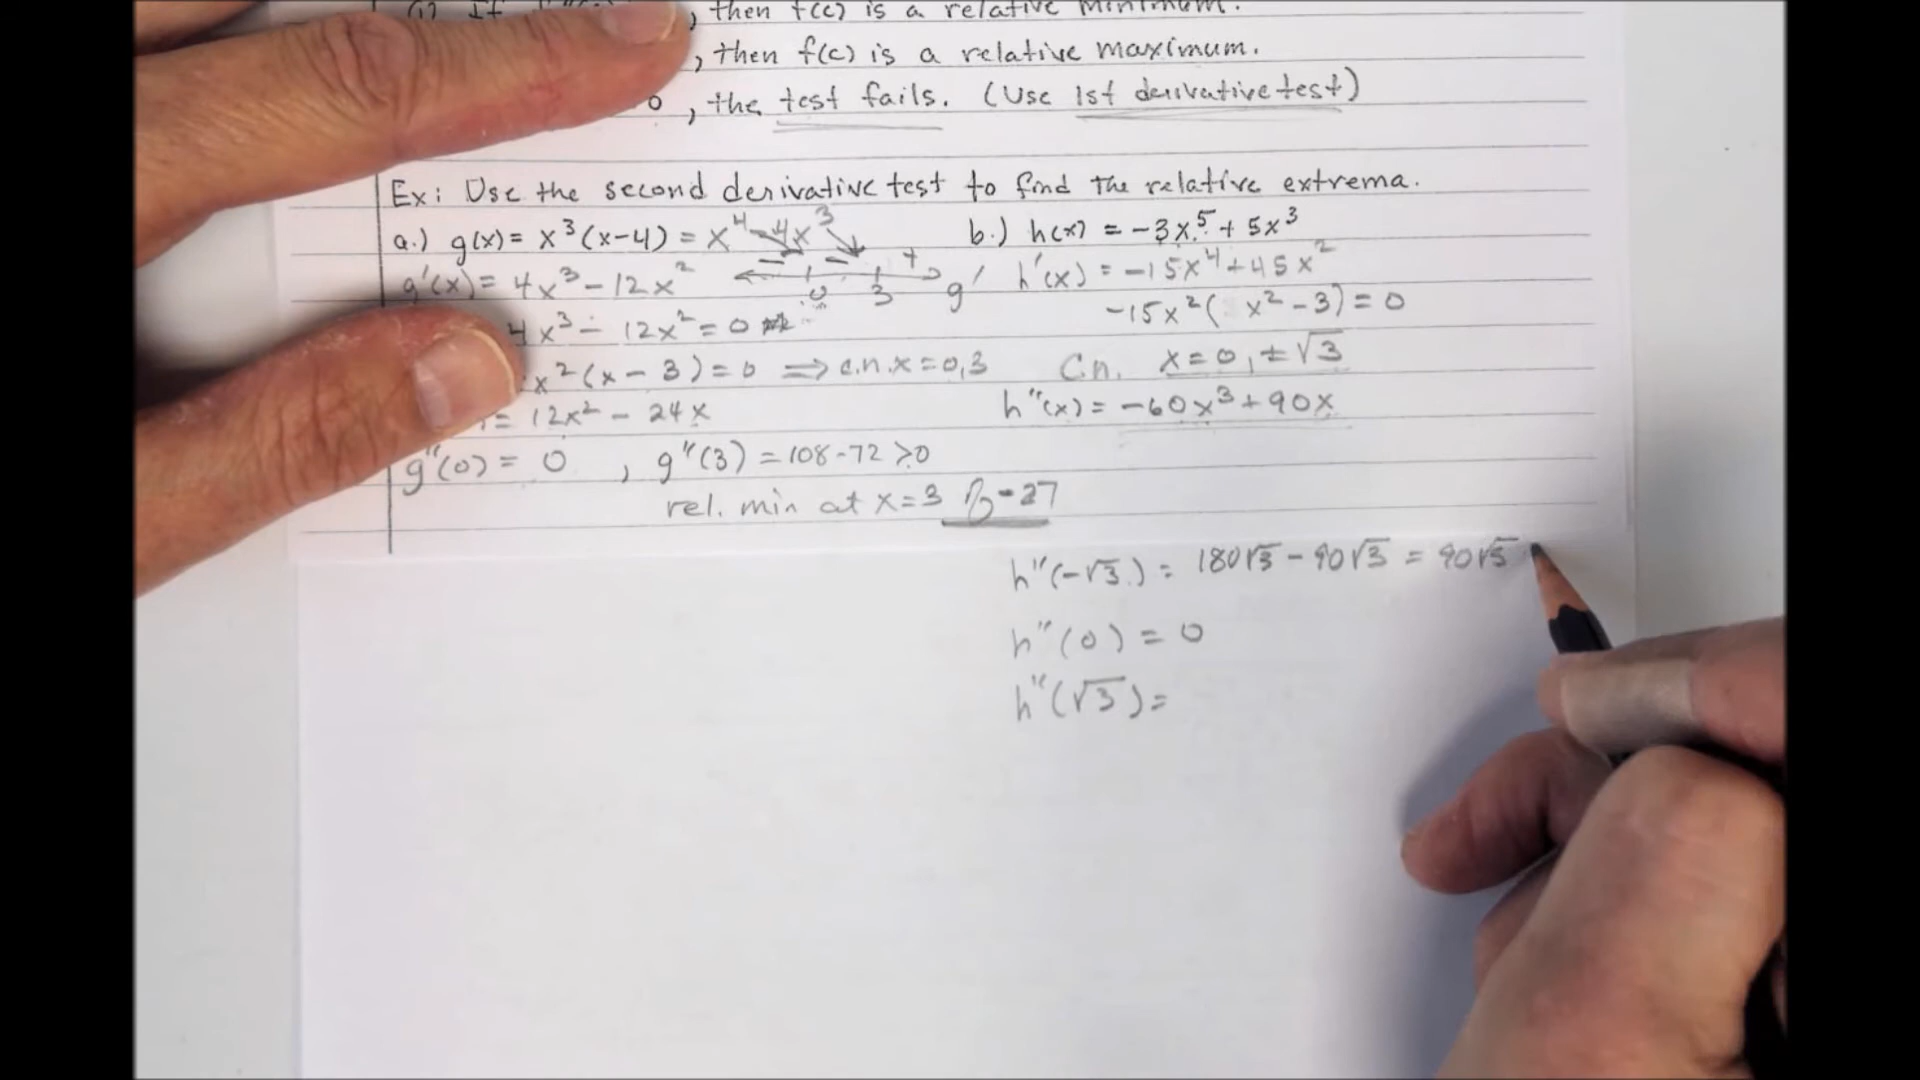 , then f(c) is a relative minimum.
, then f(c) is a relative maximum.
0, the test fails. (Use 1st derivative test)
Ex: Use the second derivative test to find the relative extrema.
a.) g(x) = x³(x-4) = x⁴-4x³
- - +
0 3 g'
g'(x) = 4x³-12x²
4x³ - 12x² = 0
x²(x - 3) = 0 ⇒ c.n. x = 0,3
= 12x² - 24x
g''(0) = 0 , g''(3) = 108-72 >0
rel. min at x=3 -27
b.) h(x) = -3x⁵ + 5x³
h'(x) = -15x⁴+45x²
-15x²( x² - 3) = 0
C.n. x = 0, ±√3
h''(x) = -60x³+90x
h''(-√3) = 180√3 - 90√3 = 90√3
h''(0) = 0
h''(√3) =